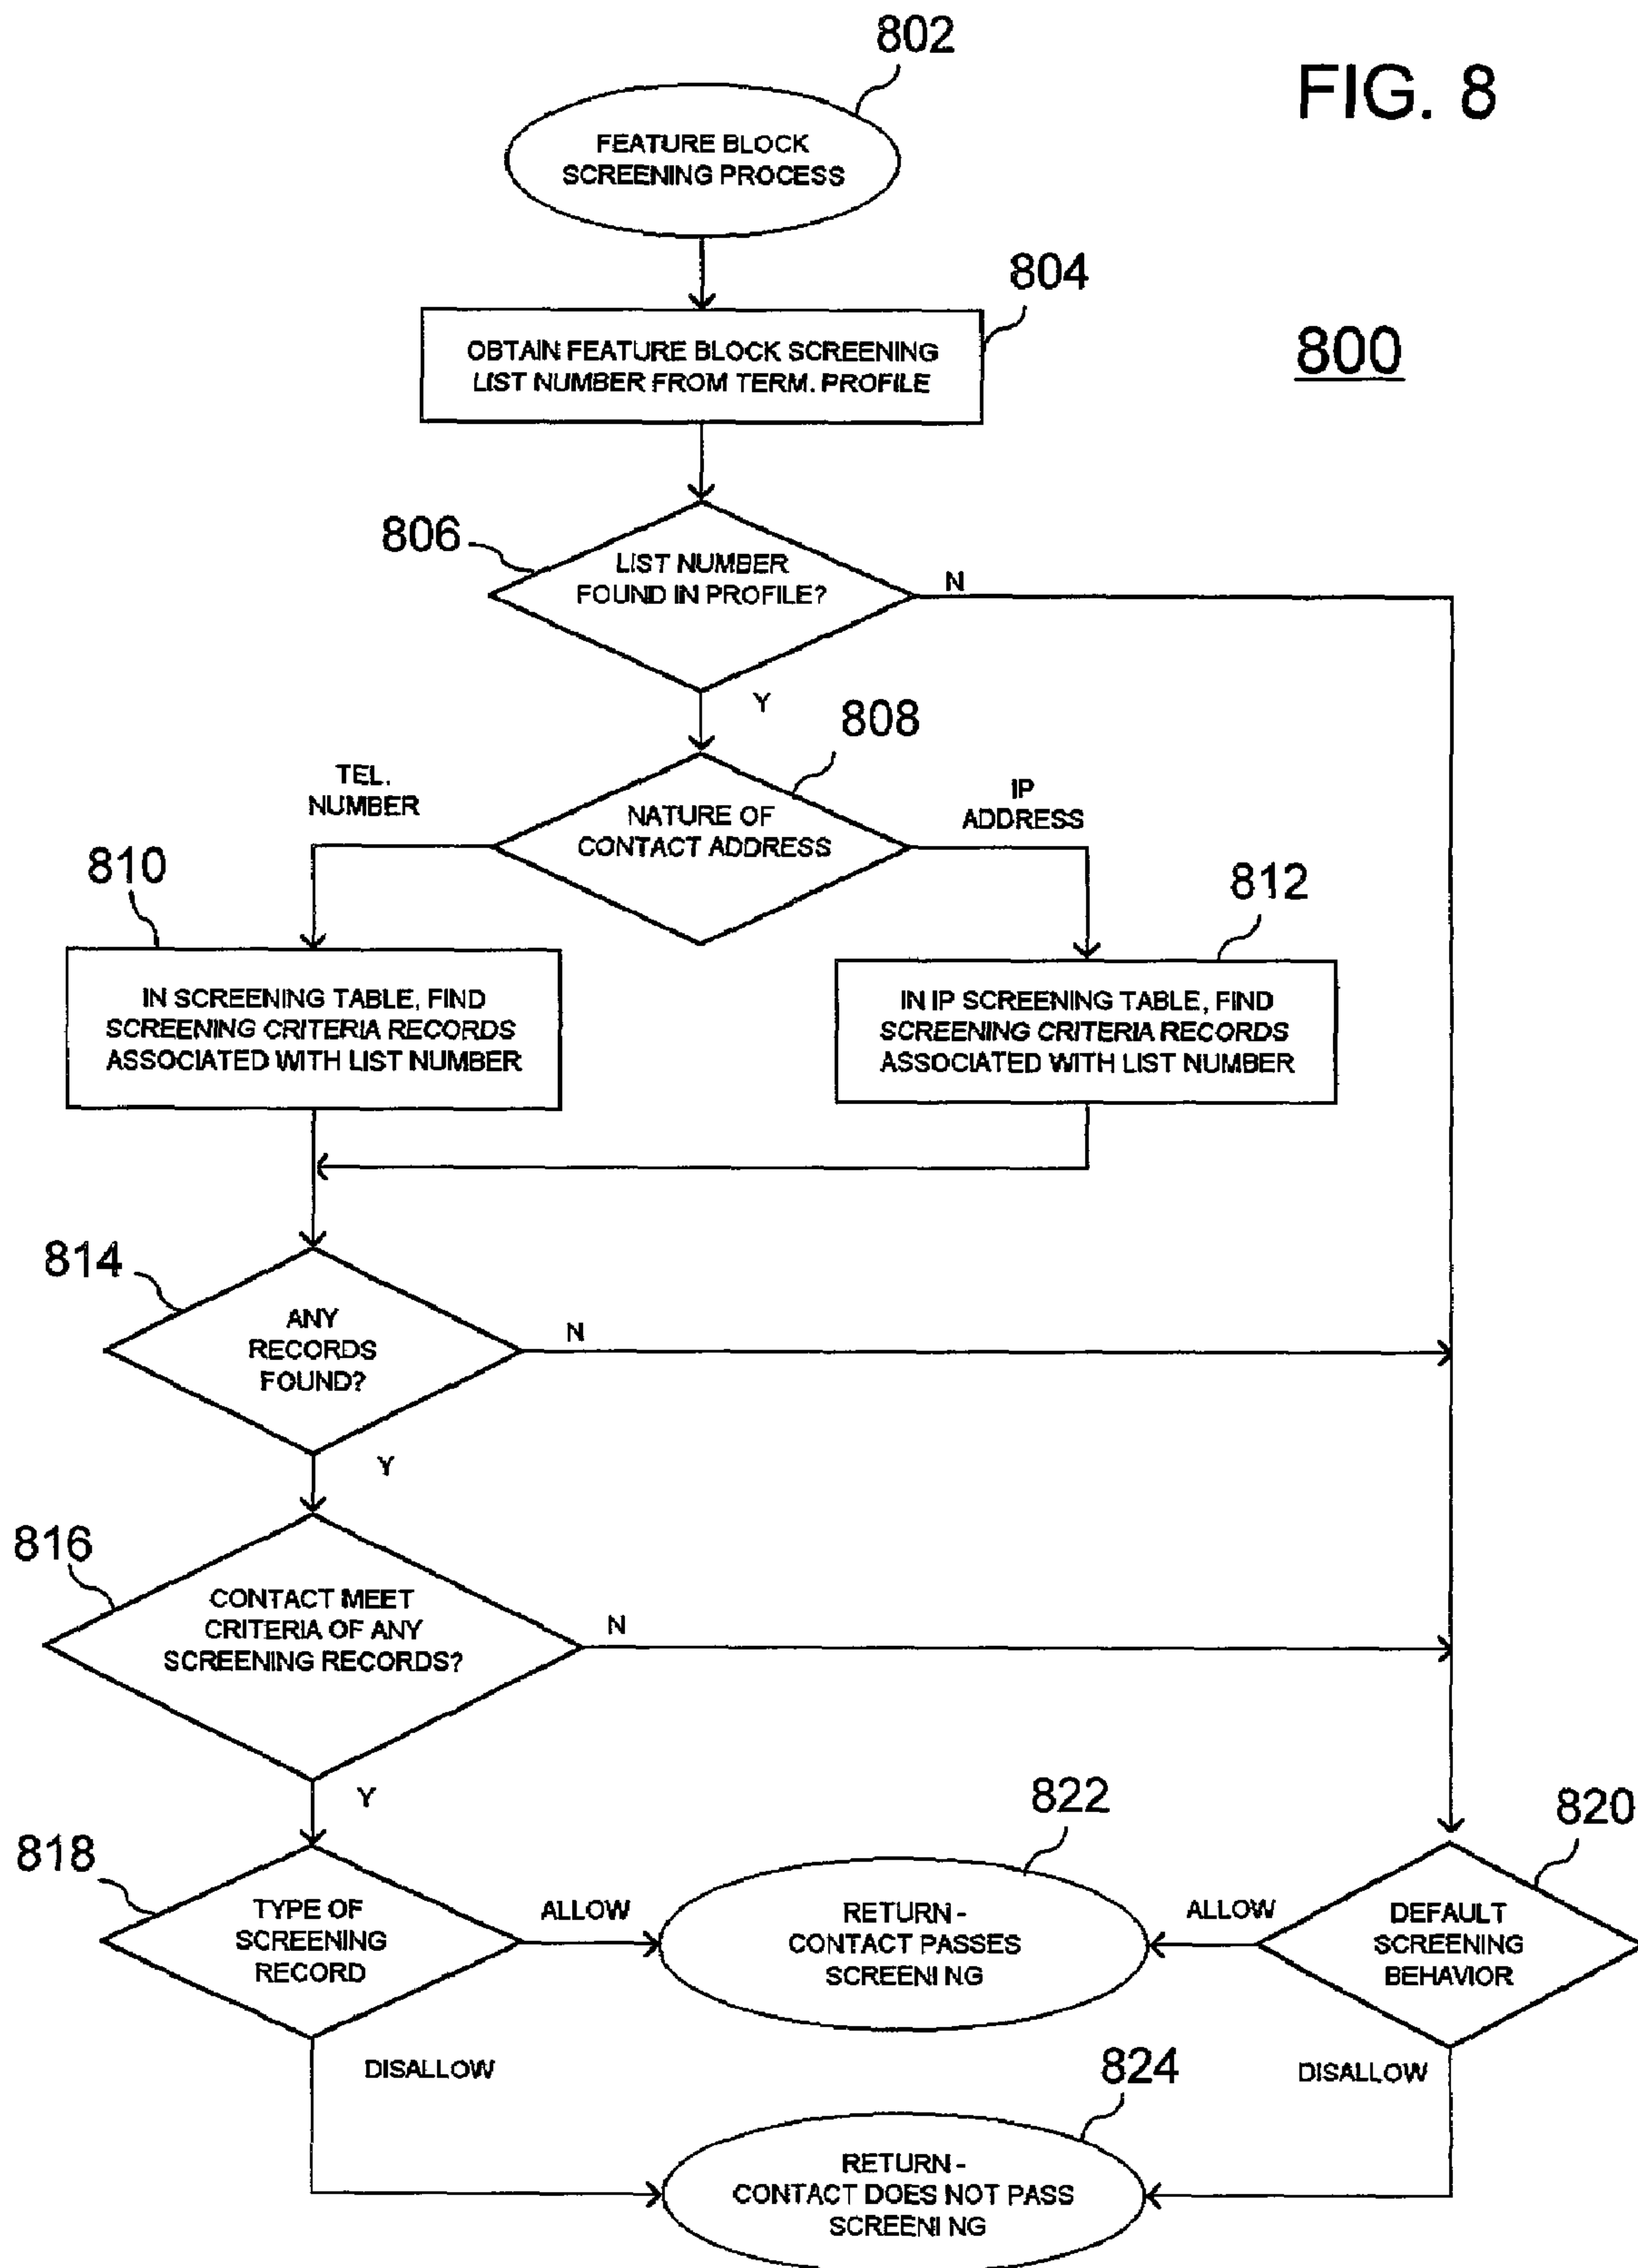 802
FIG. 8
FEATURE BLOCK
SCREENING PROCESS
804
OBTAIN FEATURE BLOCK SCREENING
LIST NUMBER FROM TERM. PROFILE
800
806
LIST NUMBER
FOUND IN PROFILE?
N
Y
808
TEL.
NUMBER
NATURE OF
CONTACT ADDRESS
IP
ADDRESS
810
812
IN SCREENING TABLE, FIND
SCREENING CRITERIA RECORDS
ASSOCIATED WITH LIST NUMBER
IN IP SCREENING TABLE, FIND
SCREENING CRITERIA RECORDS
ASSOCIATED WITH LIST NUMBER
814
ANY
RECORDS
FOUND?
N
Y
816
CONTACT MEET
CRITERIA OF ANY
SCREENING RECORDS?
N
Y
822
820
818
TYPE OF
SCREENING
RECORD
ALLOW
RETURN -
CONTACT PASSES
SCREENING
ALLOW
DEFAULT
SCREENING
BEHAVIOR
DISALLOW
824
DISALLOW
RETURN -
CONTACT DOES NOT PASS
SCREENING